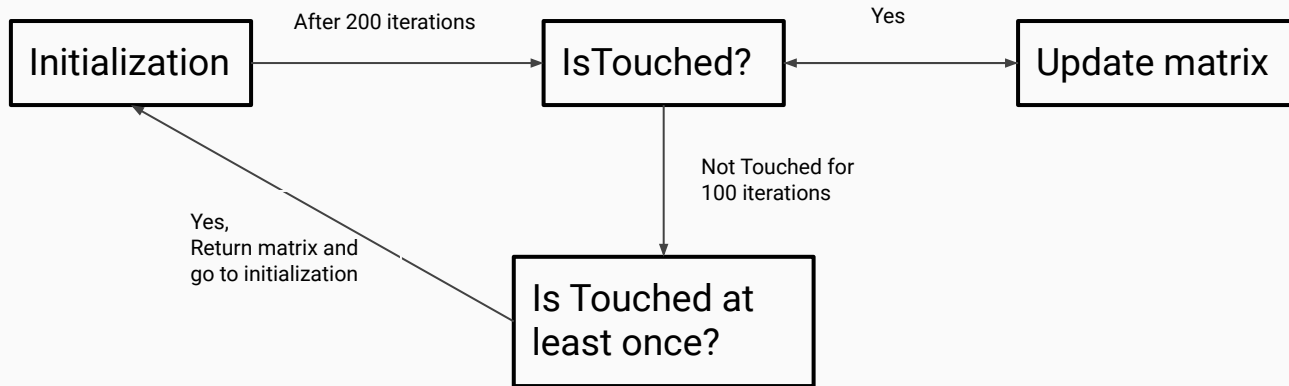 After 200 iterations
Yes
Initialization
IsTouched?
Update matrix
Not Touched for
100 iterations
Yes,
Return matrix and
go to initialization
Is Touched at
least once?